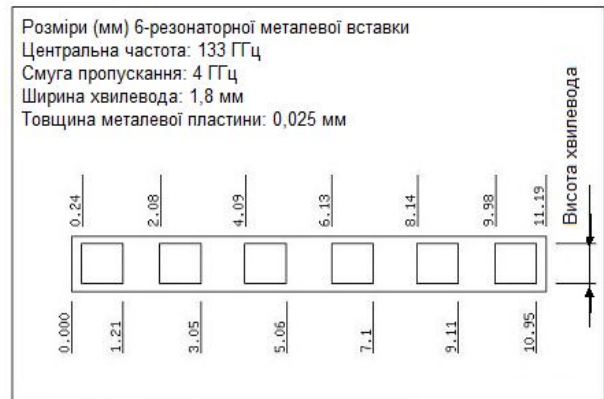 Розміри (мм) 6-резонаторної металевої вставки
Центральна частота: 133 ГГц
Смуга пропускання: 4 ГГц
Ширина хвилевода: 1,8 мм
Товщина металевої пластини: 0,025 мм
0.24
2.08
4.09
6.13
8.14
9.98
11.19
Висота хвилевода
0.000
1.21
3.05
5.06
7.1
9.11
10.95